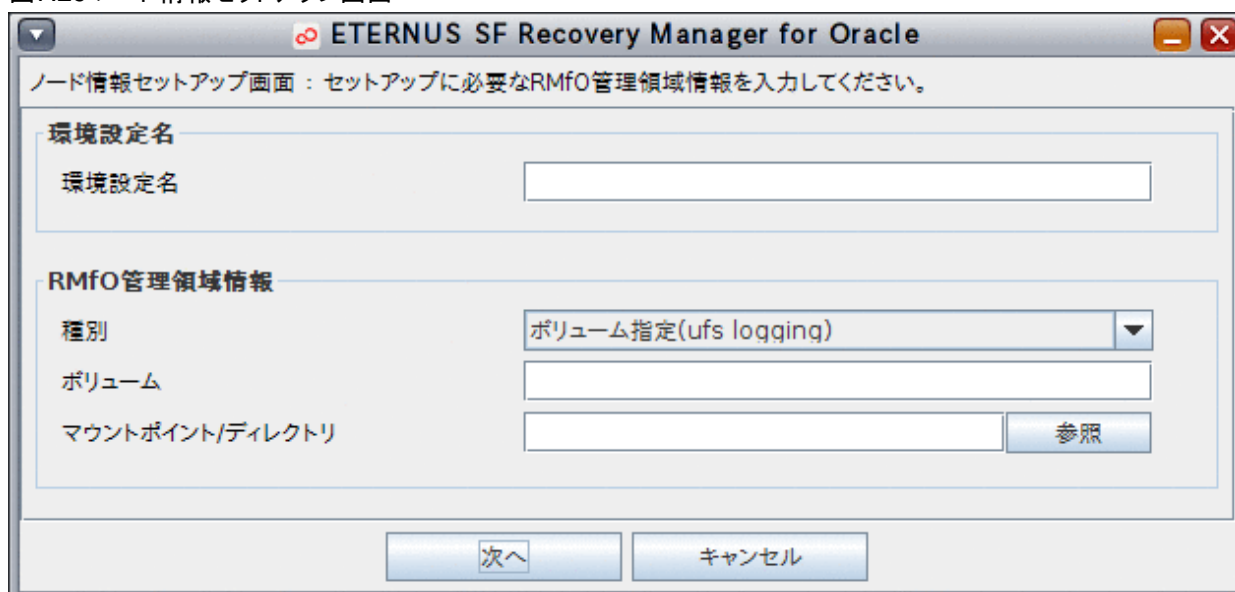 ETERNUS SF Recovery Manager for Oracle
ノード情報セットアップ画面 : セットアップに必要なRMfO管理領域情報を入力してください。
環境設定名
環境設定名
RMfO管理領域情報
種別
ボリューム指定(ufs logging)
ボリューム
マウントポイント/ディレクトリ
参照
次へ
キャンセル